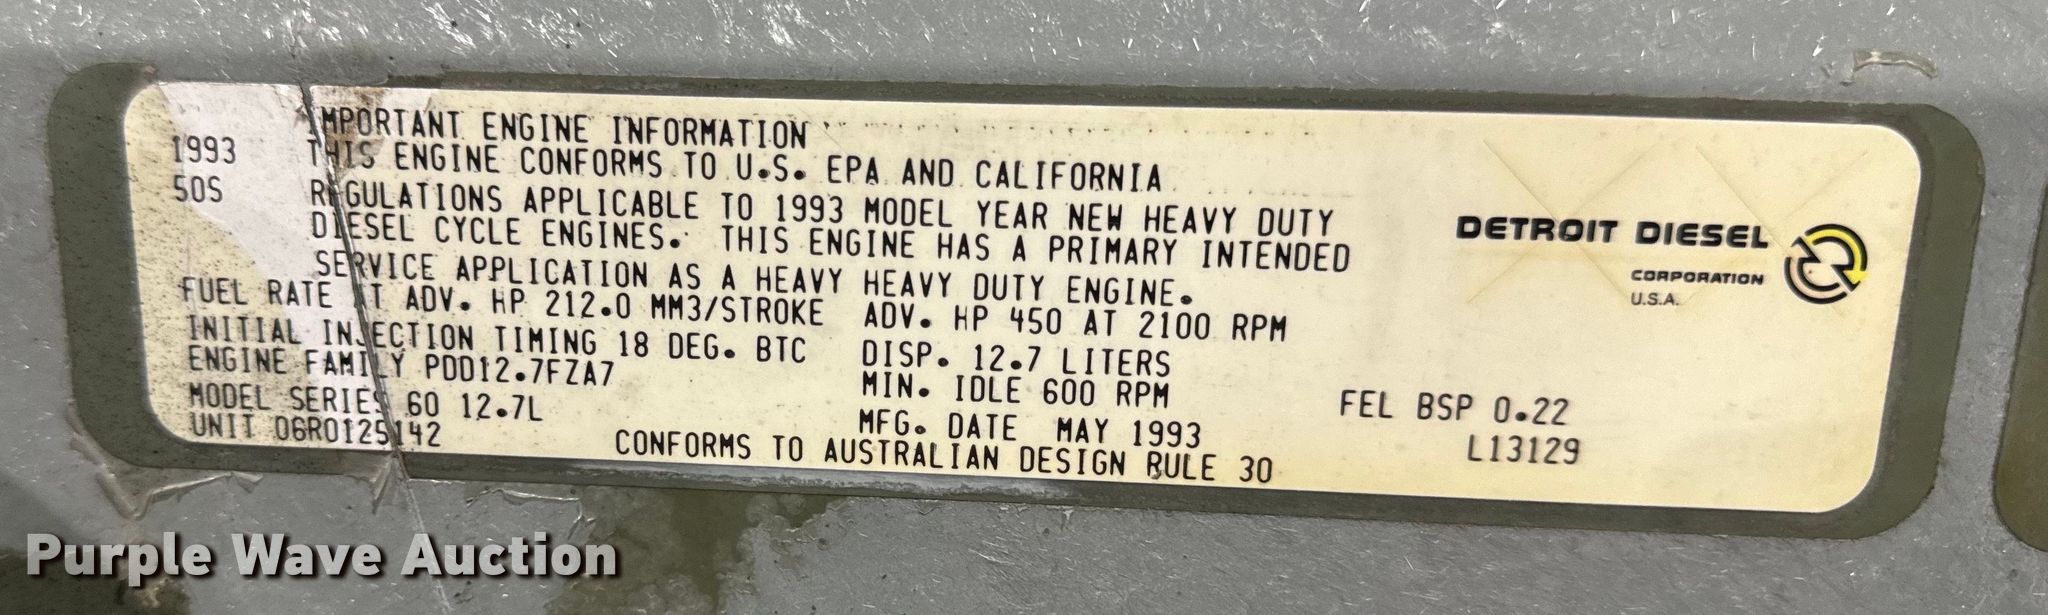 IMPORTANT ENGINE INFORMATION
1993 THIS ENGINE CONFORMS TO U.S. EPA AND CALIFORNIA
50S REGULATIONS APPLICABLE TO 1993 MODEL YEAR NEW HEAVY DUTY
DIESEL CYCLE ENGINES. THIS ENGINE HAS A PRIMARY INTENDED
SERVICE APPLICATION AS A HEAVY HEAVY DUTY ENGINE.
FUEL RATE AT ADV. HP 212.0 MM3/STROKE ADV. HP 450 AT 2100 RPM
INITIAL INJECTION TIMING 18 DEG. BTC DISP. 12.7 LITERS
ENGINE FAMILY PDD12.7FZA7 MIN. IDLE 600 RPM FEL BSP 0.22
MODEL SERIES 60 12.7L MFG. DATE MAY 1993 L13129
UNIT 06R0125142 CONFORMS TO AUSTRALIAN DESIGN RULE 30
DETROIT DIESEL
CORPORATION
U.S.A.
Purple Wave Auction